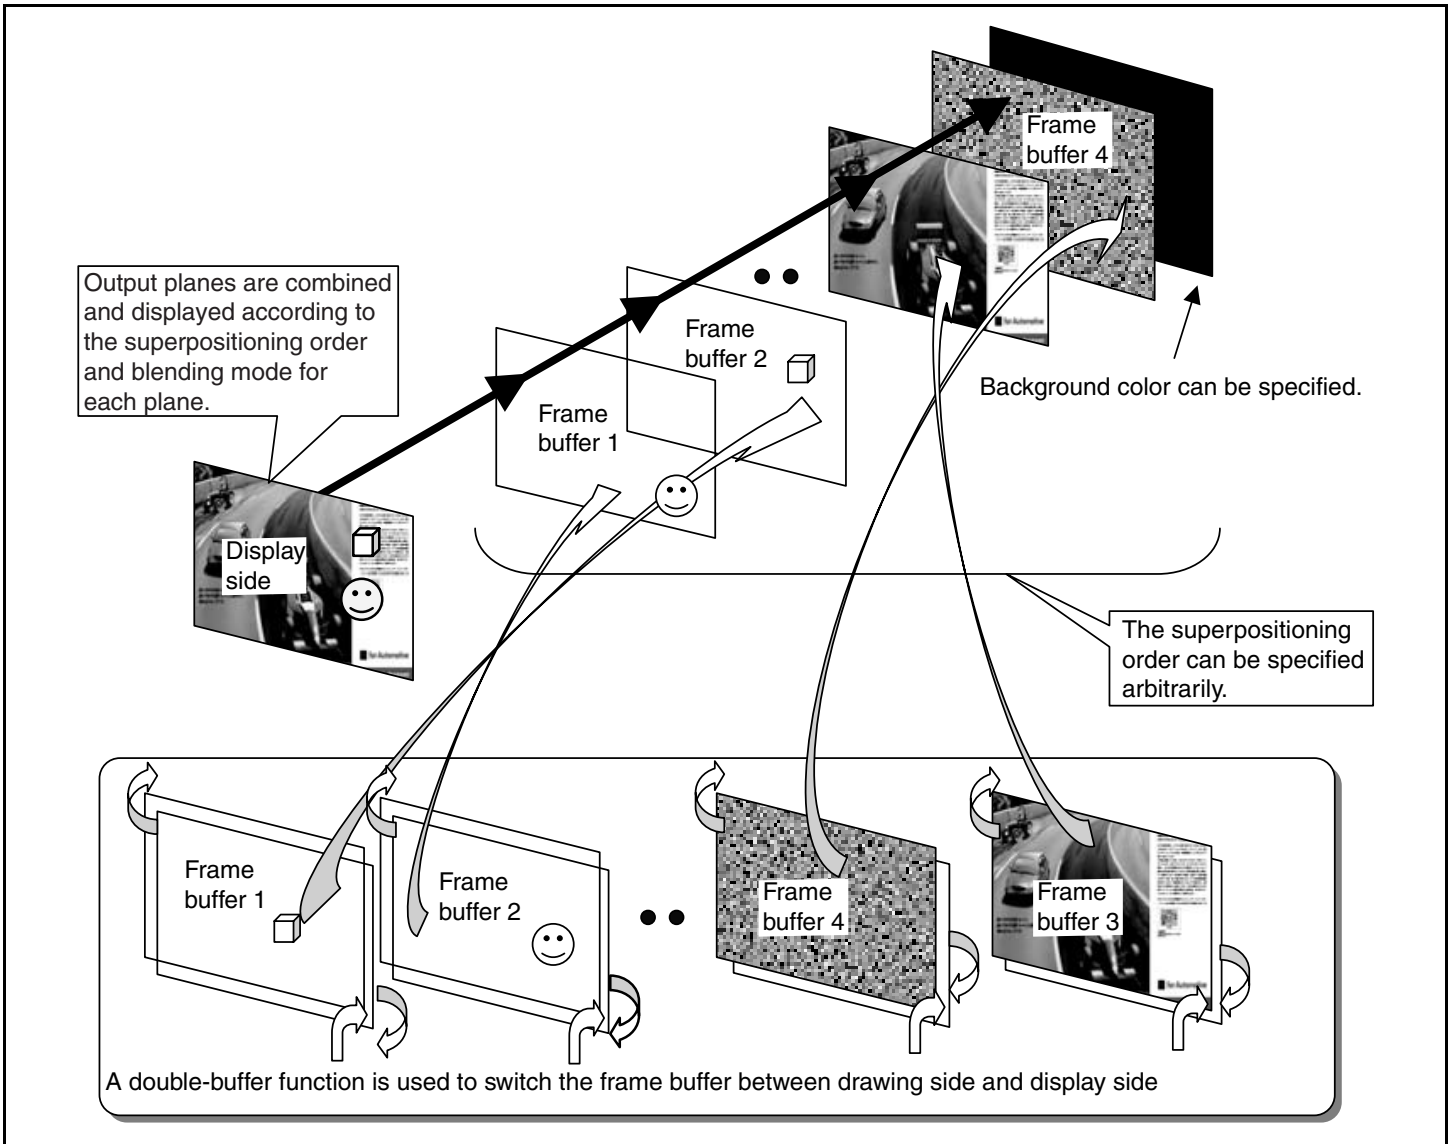 Frame
buffer 4
Output planes are combined
and displayed according to
the superpositioning order
and blending mode for
each plane.
Frame
buffer 2
Background color can be specified.
Frame
buffer 1
Display
side
The superpositioning
order can be specified
arbitrarily.
Frame
buffer 1
Frame
buffer 2
Frame
buffer 4
Frame
buffer 3
A double-buffer function is used to switch the frame buffer between drawing side and display side